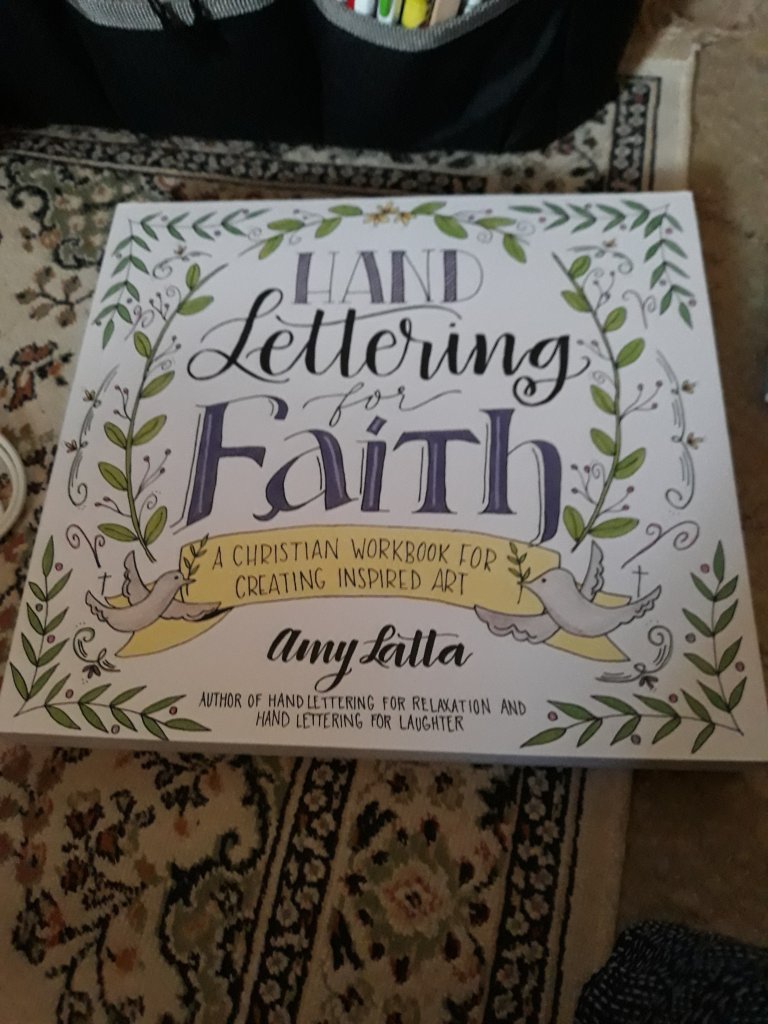 HAND
Lettering
for
Faith
A CHRISTIAN WORKBOOK FOR
CREATING INSPIRED ART
Amy Latta
AUTHOR OF HAND LETTERING FOR RELAXATION AND
HAND LETTERING FOR LAUGHTER